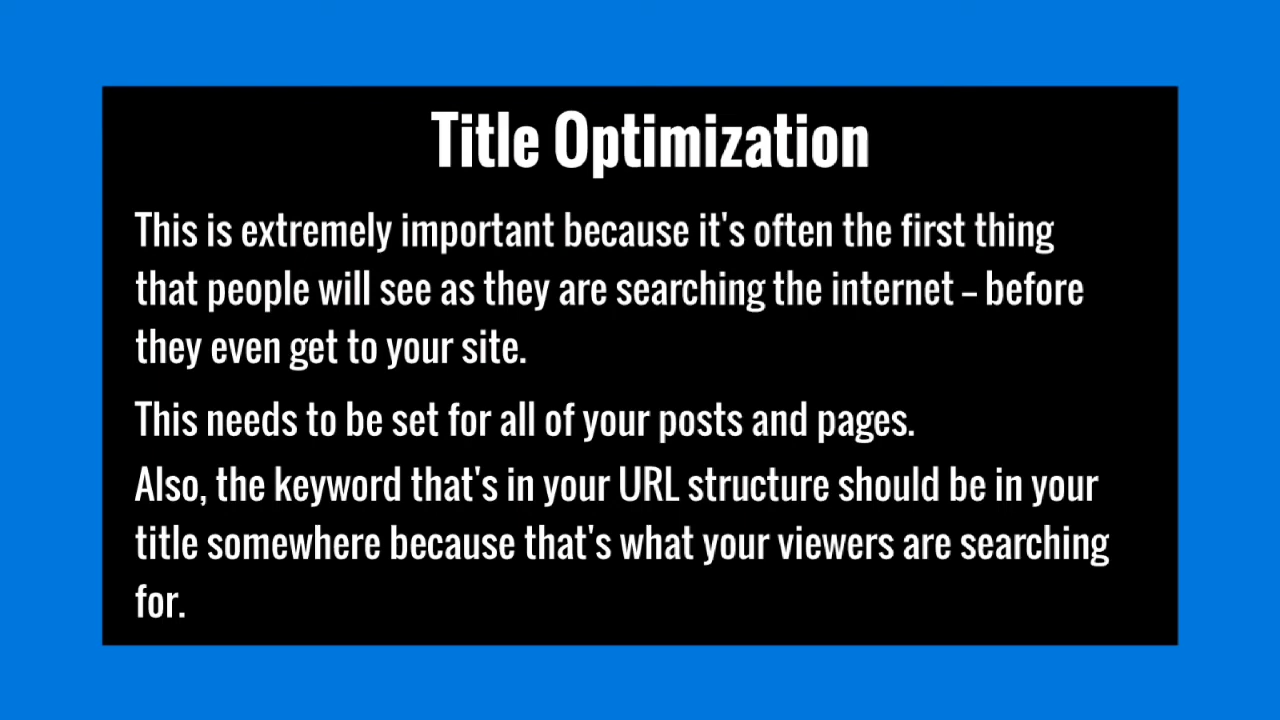 Title Optimization
This is extremely important because it's often the first thing
that people will see as they are searching the internet – before
they even get to your site.
This needs to be set for all of your posts and pages.
Also, the keyword that's in your URL structure should be in your
title somewhere because that's what your viewers are searching
for.